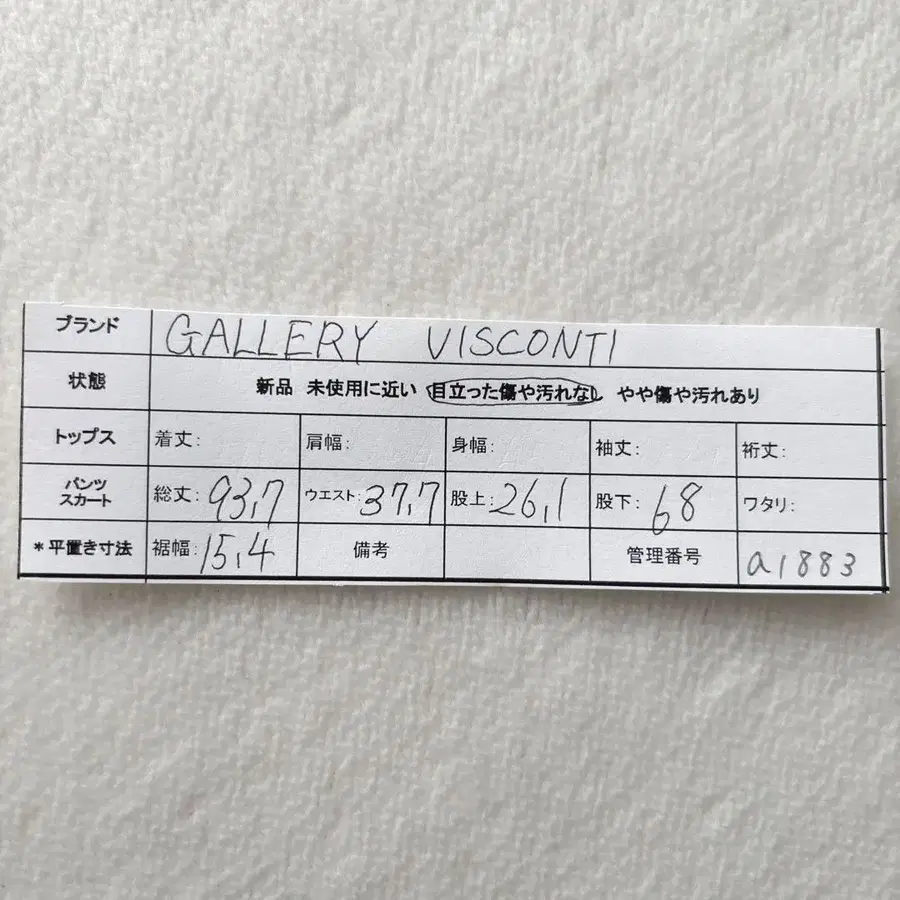 ブランド GALLERY VISCONTI
状態 新品 未使用に近い 目立った傷や汚れなし やや傷や汚れあり
トップス 着丈: 肩幅: 身幅: 袖丈: 裄丈:
パンツ
スカート 総丈: 93,7 ウエスト: 37,7 股上: 26,1 股下: 68 ワタリ:
*平置き寸法 裾幅: 15,4 備考 管理番号 a1883